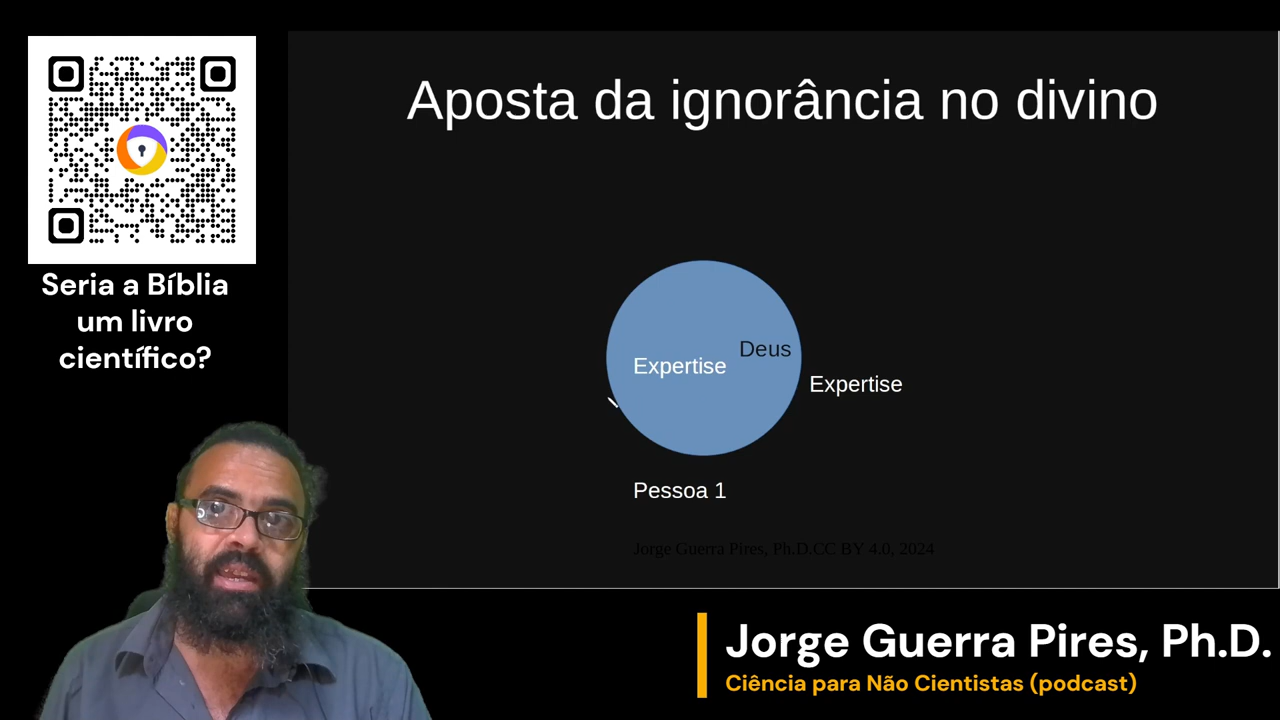 Aposta da ignorância no divino
Seria a Bíblia
um livro
científico?
Deus
Expertise
Expertise
Pessoa 1
Jorge Guerra Pires, Ph.D.CC BY 4.0, 2024
Jorge Guerra Pires, Ph.D.
Ciência para Não Cientistas (podcast)